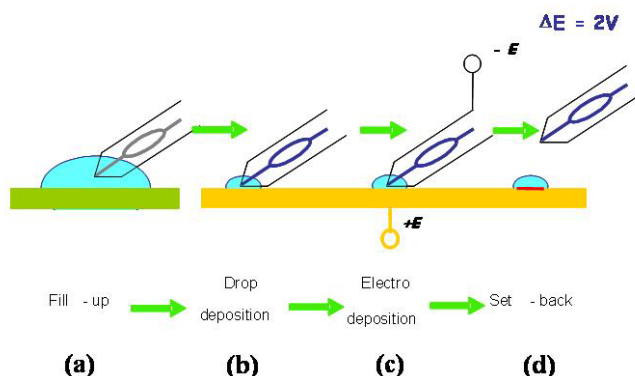 ΔE = 2V
- E
+E
Fill - up
Drop
deposition
Electro
deposition
Set - back
(a) (b) (c) (d)